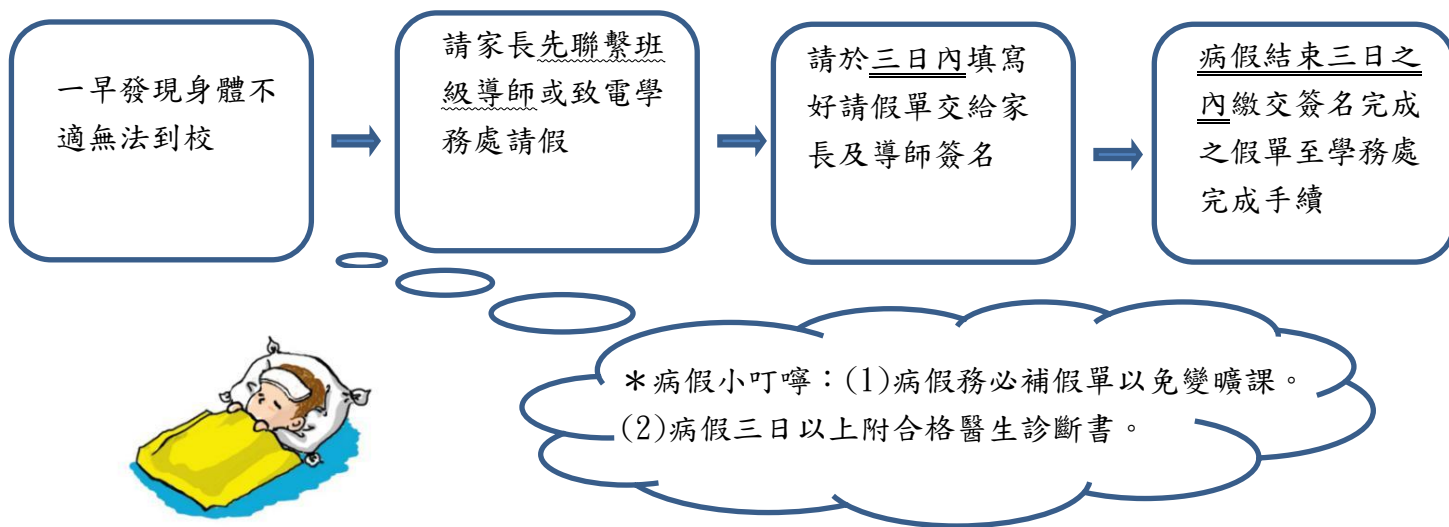 一早發現身體不
適無法到校
請家長先聯繫班
級導師或致電學
務處請假
請於三日內填寫
好請假單交給家
長及導師簽名
病假結束三日之
內繳交簽名完成
之假單至學務處
完成手續
＊病假小叮嚀：(1)病假務必補假單以免變曠課。
(2)病假三日以上附合格醫生診斷書。